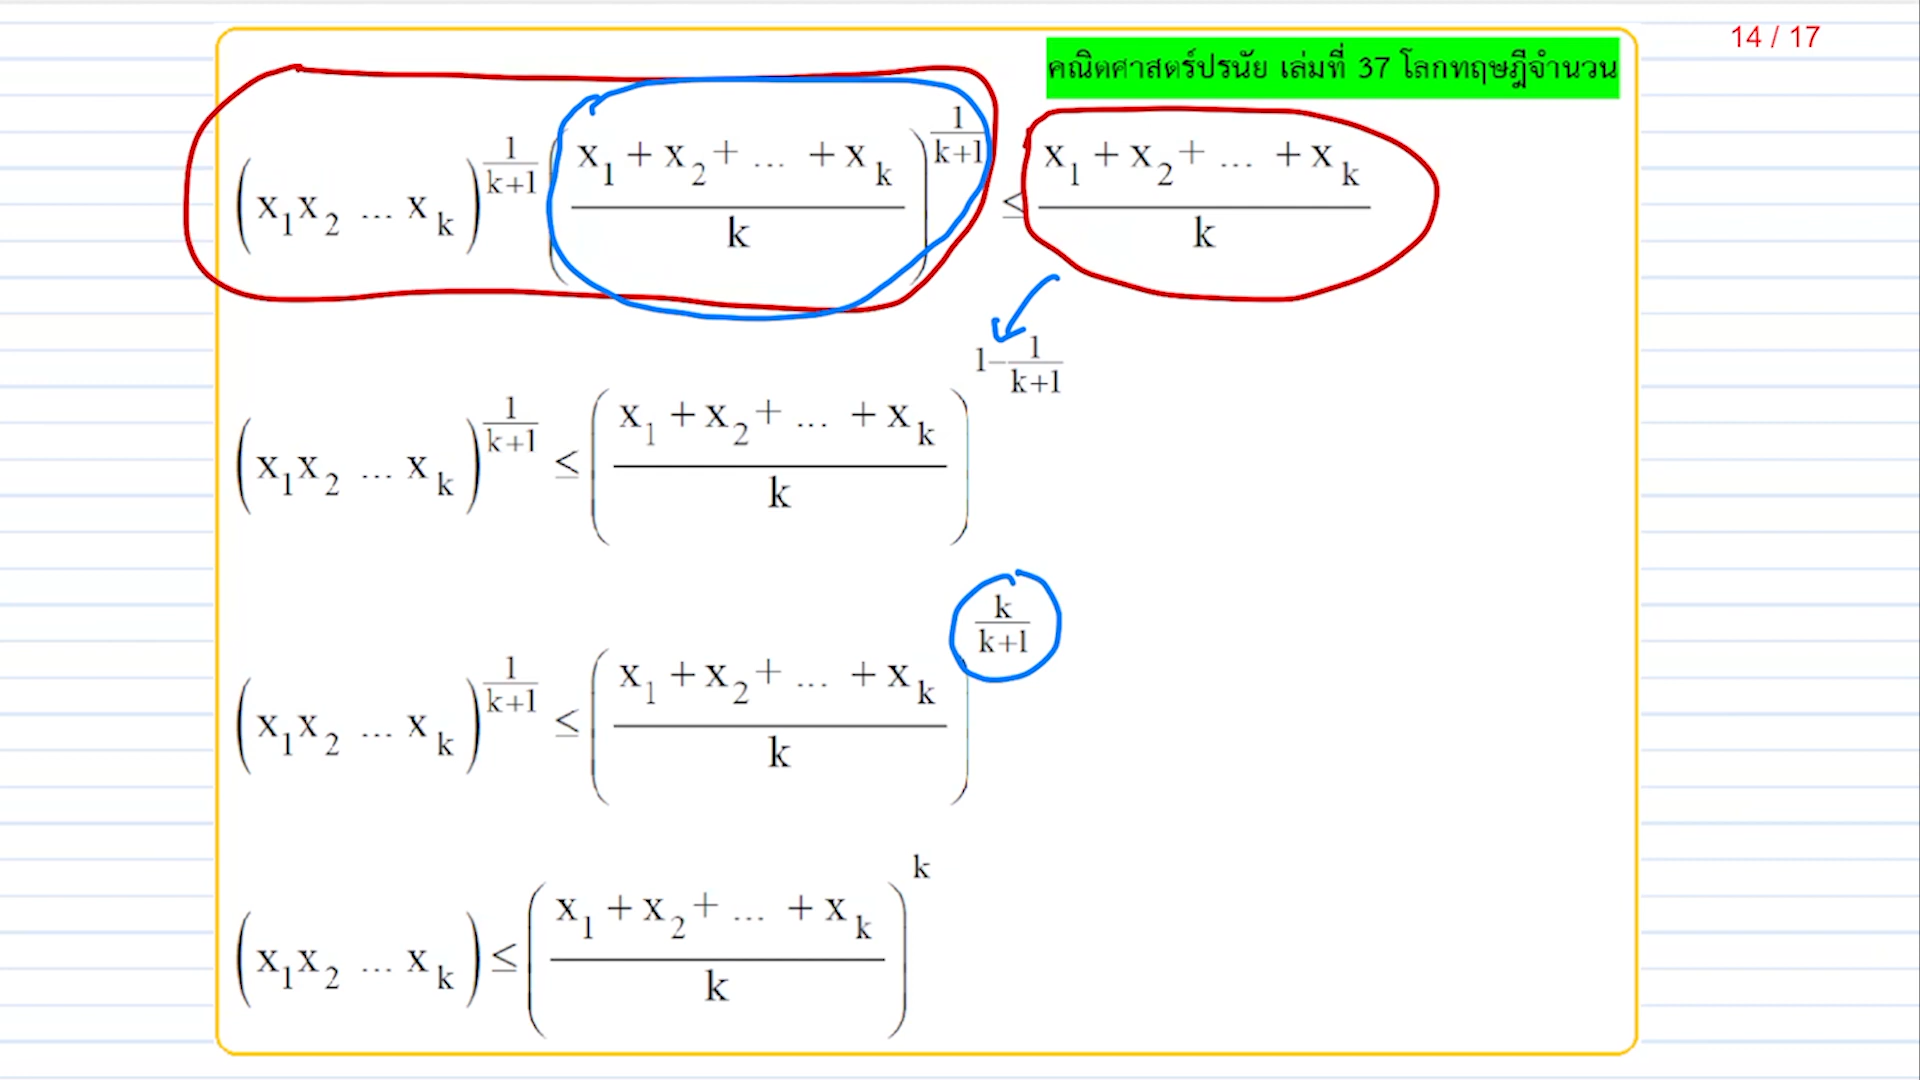 14 / 17
คณิตศาสตร์ปรนัย เล่มที่ 37 โลกทฤษฎีจำนวน
(x₁x₂ ... x_k)^(1/(k+1)) ((x₁ + x₂ + ... + x_k)/k)^(1/(k+1)) ≤ (x₁ + x₂ + ... + x_k)/k
(x₁x₂ ... x_k)^(1/(k+1)) ≤ ((x₁ + x₂ + ... + x_k)/k)^(1−1/(k+1))
(x₁x₂ ... x_k)^(1/(k+1)) ≤ ((x₁ + x₂ + ... + x_k)/k)^(k/(k+1))
(x₁x₂ ... x_k) ≤ ((x₁ + x₂ + ... + x_k)/k)^k